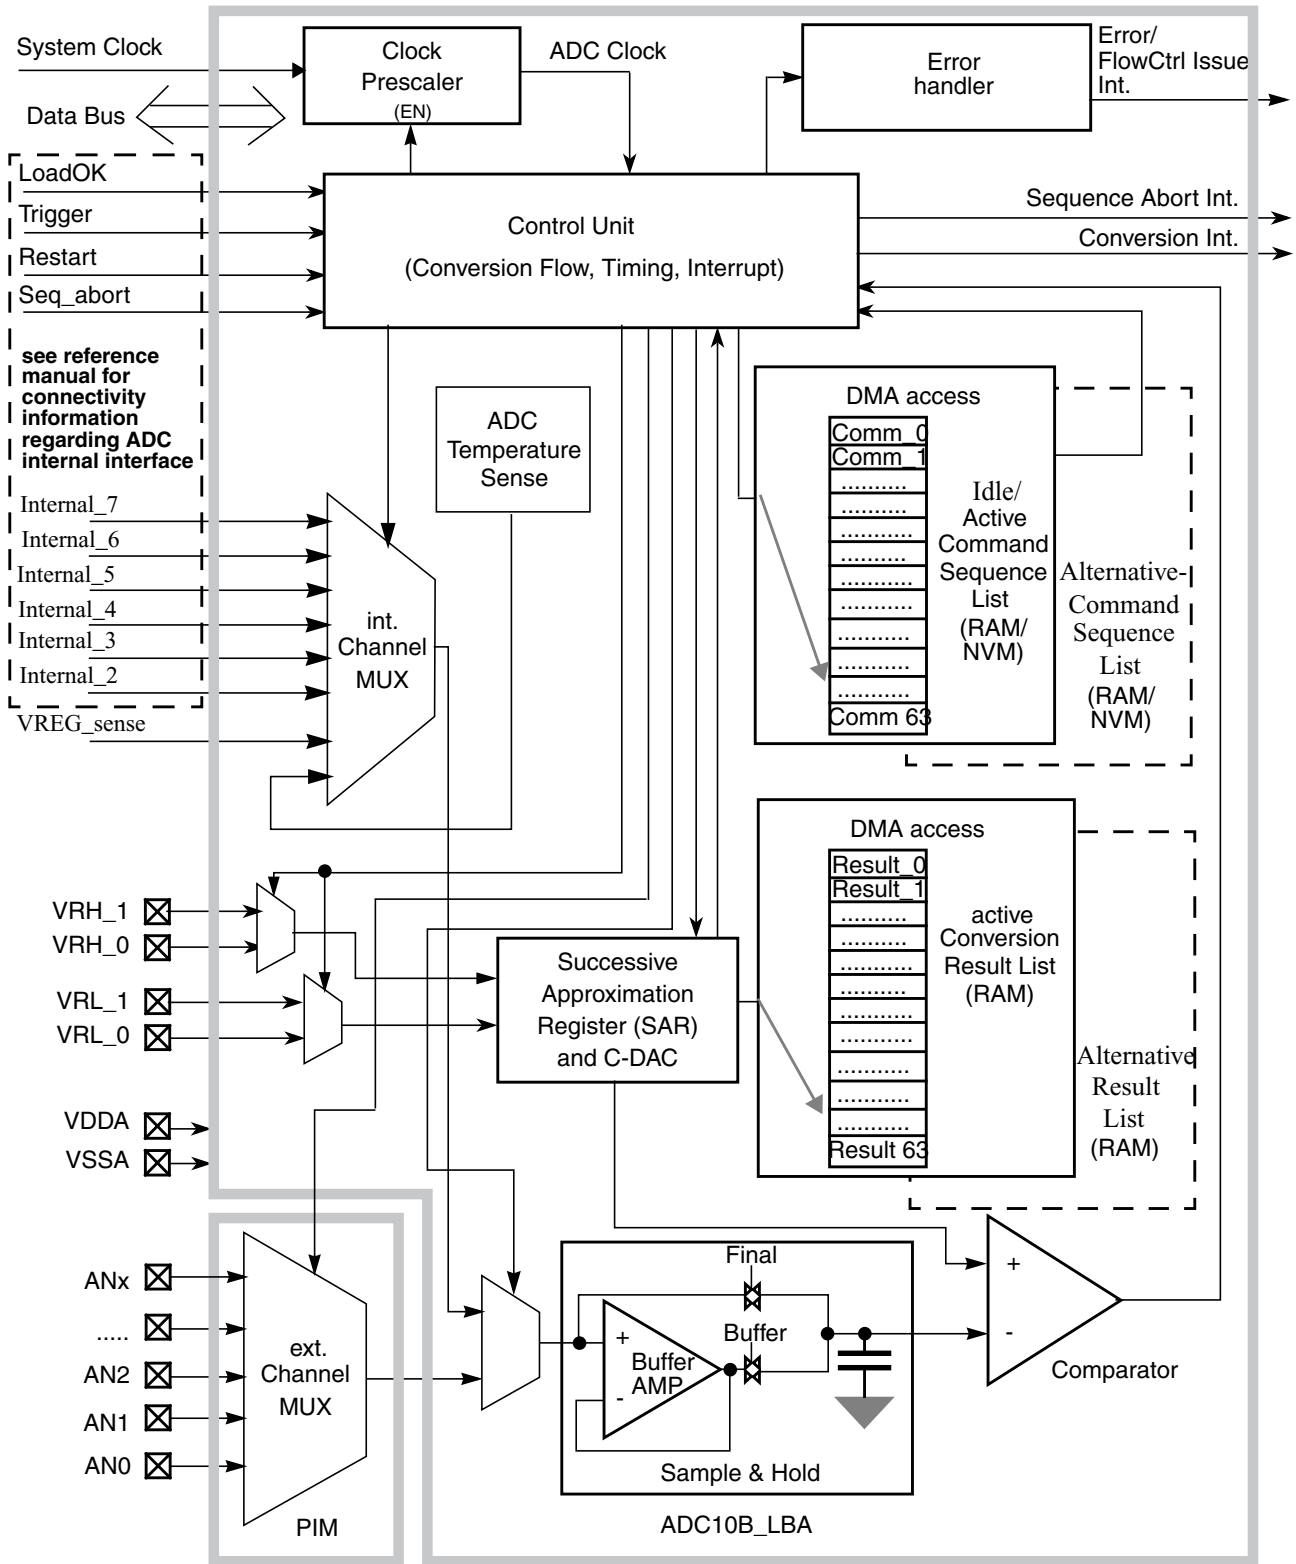 System Clock
Data Bus
Clock
Prescaler
(EN)
ADC Clock
Error
handler
Error/
FlowCtrl Issue
Int.
LoadOK
Trigger
Restart
Seq_abort
Control Unit
(Conversion Flow, Timing, Interrupt)
Sequence Abort Int.
Conversion Int.
see reference
manual for
connectivity
information
regarding ADC
internal interface
Internal_7
Internal_6
Internal_5
Internal_4
Internal_3
Internal_2
VREG_sense
ADC
Temperature
Sense
int.
Channel
MUX
DMA access
Comm_0
Comm_1
..........
..........
...........
...........
...........
...........
...........
...........
...........
Comm 63
Idle/
Active
Command
Sequence
List
(RAM/
NVM)
Alternative-
Command
Sequence
List
(RAM/
NVM)
VRH_1
VRH_0
VRL_1
VRL_0
VDDA
VSSA
Successive
Approximation
Register (SAR)
and C-DAC
DMA access
Result_0
Result_1
..........
..........
...........
...........
...........
...........
...........
...........
...........
Result 63
active
Conversion
Result List
(RAM)
Alternative
Result
List
(RAM)
ANx
.....
AN2
AN1
AN0
ext.
Channel
MUX
PIM
Final
Buffer
+
Buffer
AMP
-
Sample & Hold
ADC10B_LBA
+
-
Comparator